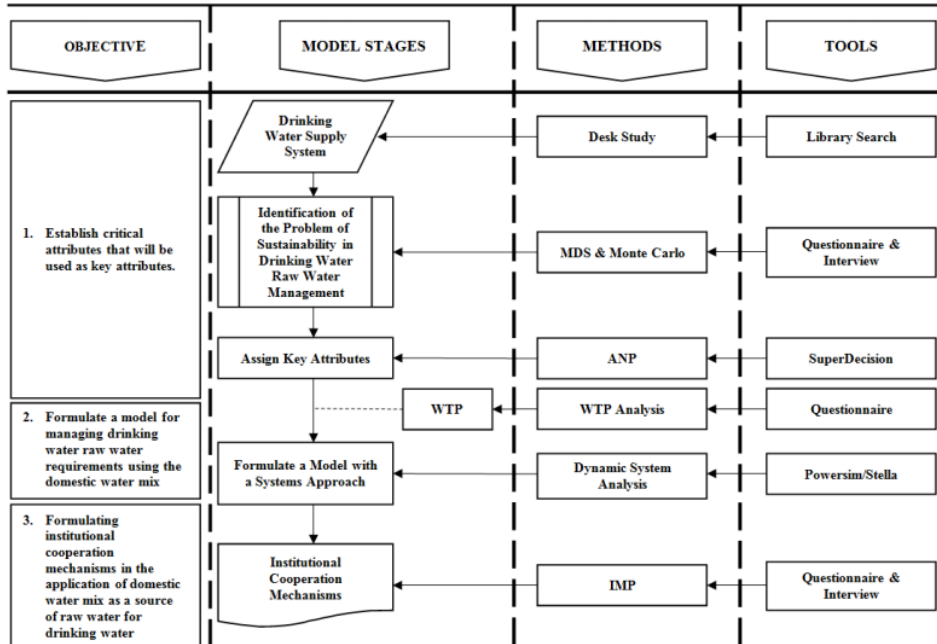 OBJECTIVE
MODEL STAGES
METHODS
TOOLS
1. Establish critical
attributes that will be
used as key attributes.
Drinking
Water Supply
System
Desk Study
Library Search
Identification of
the Problem of
Sustainability in
Drinking Water
Raw Water
Management
MDS & Monte Carlo
Questionnaire &
Interview
Assign Key Attributes
ANP
SuperDecision
2. Formulate a model for
managing drinking
water raw water
requirements using the
domestic water mix
WTP
WTP Analysis
Questionnaire
Formulate a Model with
a Systems Approach
Dynamic System
Analysis
Powersim/Stella
3. Formulating
institutional
cooperation
mechanisms in the
application of domestic
water mix as a source
of raw water for
drinking water
Institutional
Cooperation
Mechanisms
IMP
Questionnaire &
Interview